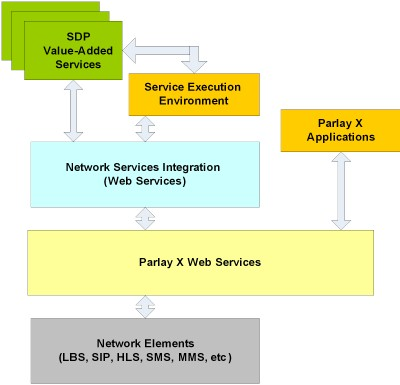 SDP
Value-Added
Services
Service Execution
Environment
Parlay X
Applications
Network Services Integration
(Web Services)
Parlay X Web Services
Network Elements
(LBS, SIP, HLS, SMS, MMS, etc)